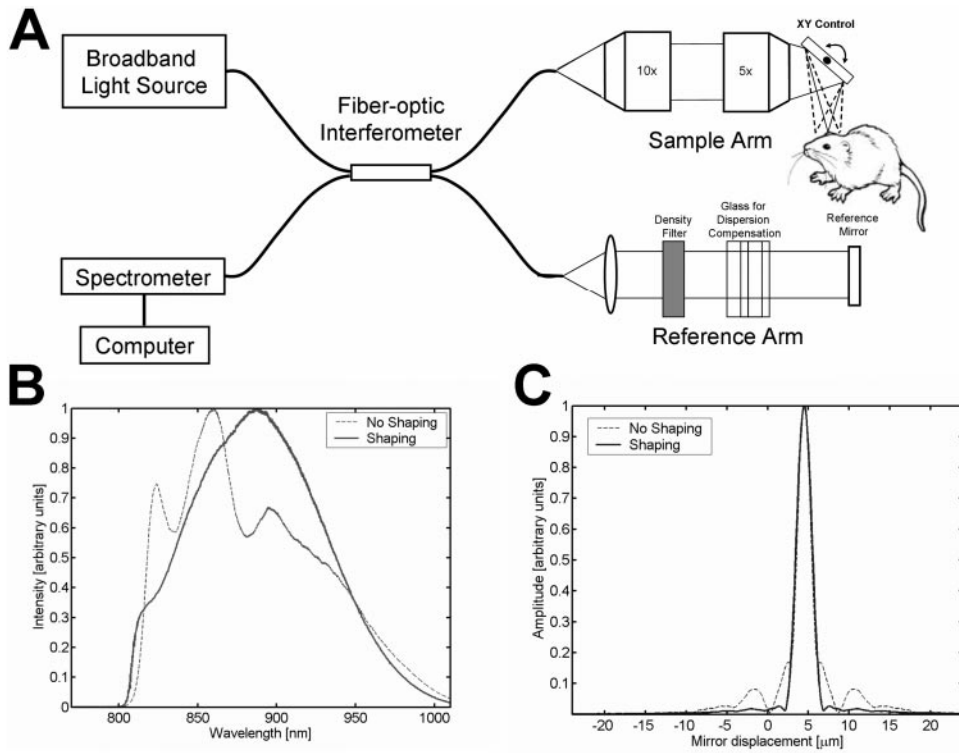 A
Broadband
Light Source
Fiber-optic
Interferometer
10x
5x
XY Control
Sample Arm
Spectrometer
Computer
Density
Filter
Glass for
Dispersion
Compensation
Reference
Mirror
Reference Arm
B
1
0.9
0.8
0.7
0.6
0.5
0.4
0.3
0.2
0.1
0
Intensity [arbitrary units]
No Shaping
Shaping
800 850 900 950 1000
Wavelength [nm]
C
1
0.9
0.8
0.7
0.6
0.5
0.4
0.3
0.2
0.1
Amplitude [arbitrary units]
No Shaping
Shaping
-20 -15 -10 -5 0 5 10 15 20
Mirror displacement [μm]